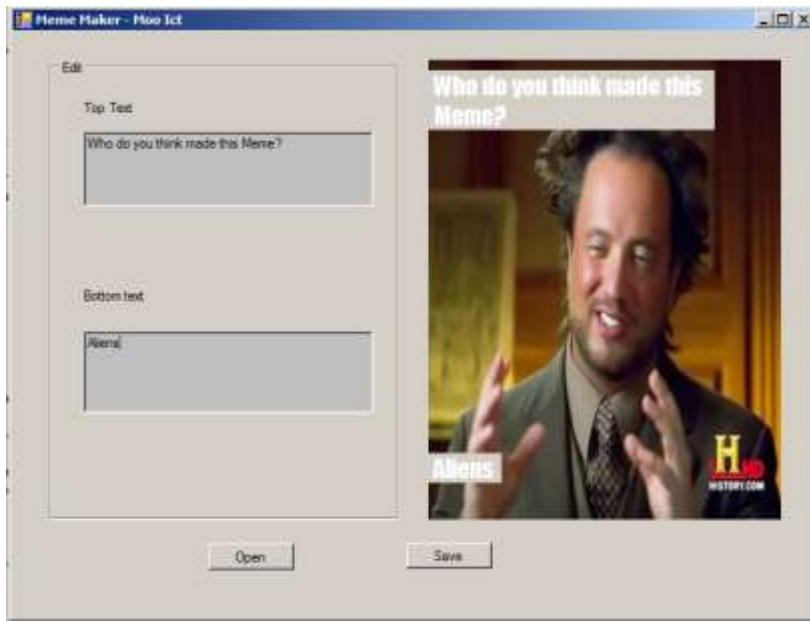 Meme Maker - Moo Ict
Edit
Top Text
Who do you think made this Meme?
Bottom text
Aliens
Who do you think made this
Meme?
Aliens
H HD
HISTORY.COM
Open
Save